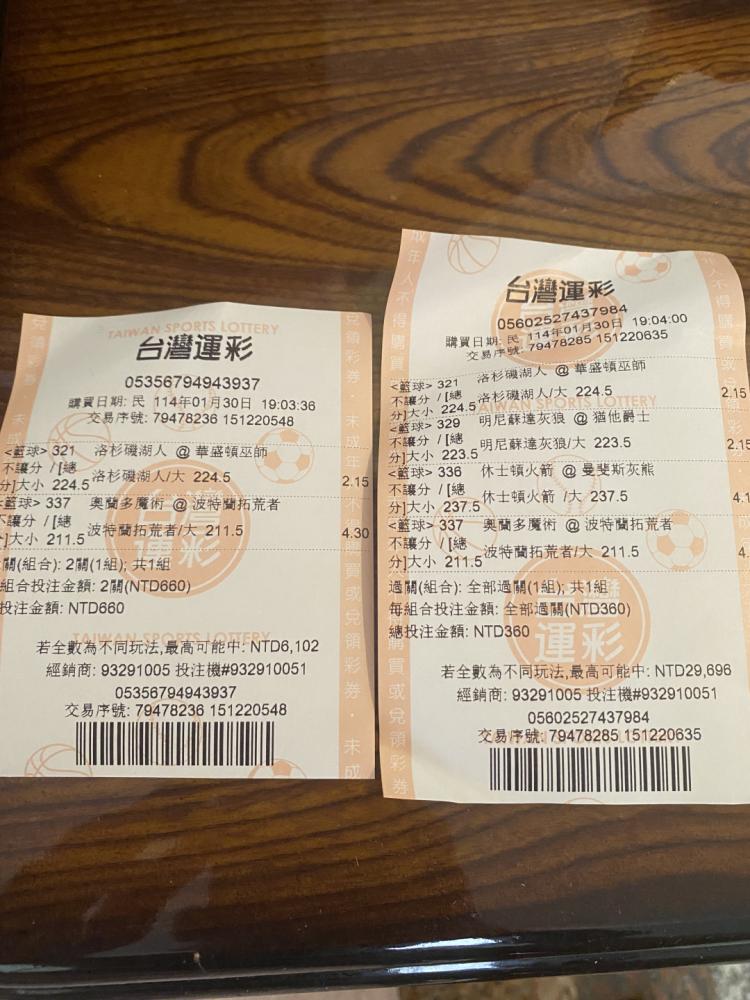 TAIWAN SPORTS LOTTERY
台灣運彩
05356794943937
購買日期: 民 114年01月30日 19:03:36
交易序號: 79478236 151220548
<籃球> 321 洛杉磯湖人 @ 華盛頓巫師
不讓分 / [總
分]大小 224.5 洛杉磯湖人/大 224.5 2.15
<籃球> 337 奧蘭多魔術 @ 波特蘭拓荒者
不讓分 / [總
分]大小 211.5 波特蘭拓荒者/大 211.5 4.30
關(組合): 2關(1組); 共1組
組合投注金額: 2關(NTD660)
投注金額: NTD660
TAIWAN SPORTS LOTTERY
若全數為不同玩法,最高可能中: NTD6,102
經銷商: 93291005 投注機#932910051
05356794943937
交易序號: 79478236 151220548
台灣運彩
05602527437984
購買日期: 民 114年01月30日 19:04:00
交易序號: 79478285 151220635
<籃球> 321 洛杉磯湖人 @ 華盛頓巫師
不讓分 / [總
分]大小 224.5 洛杉磯湖人/大 224.5 2.15
TAIWAN SPORTS LOTTERY
<籃球> 329 明尼蘇達灰狼 @ 猶他爵士
不讓分 / [總
分]大小 223.5 明尼蘇達灰狼/大 223.5 2.15
<籃球> 336 休士頓火箭 @ 曼斐斯灰熊
不讓分 / [總
分]大小 237.5 休士頓火箭 /大 237.5 4.1
<籃球> 337 奧蘭多魔術 @ 波特蘭拓荒者
不讓分 / [總
分]大小 211.5 波特蘭拓荒者/大 211.5 4.
過關(組合): 全部過關(1組); 共1組
每組合投注金額: 全部過關(NTD360)
總投注金額: NTD360
運彩
若全數為不同玩法,最高可能中: NTD29,696
經銷商: 93291005 投注機#932910051
05602527437984
交易序號: 79478285 151220635